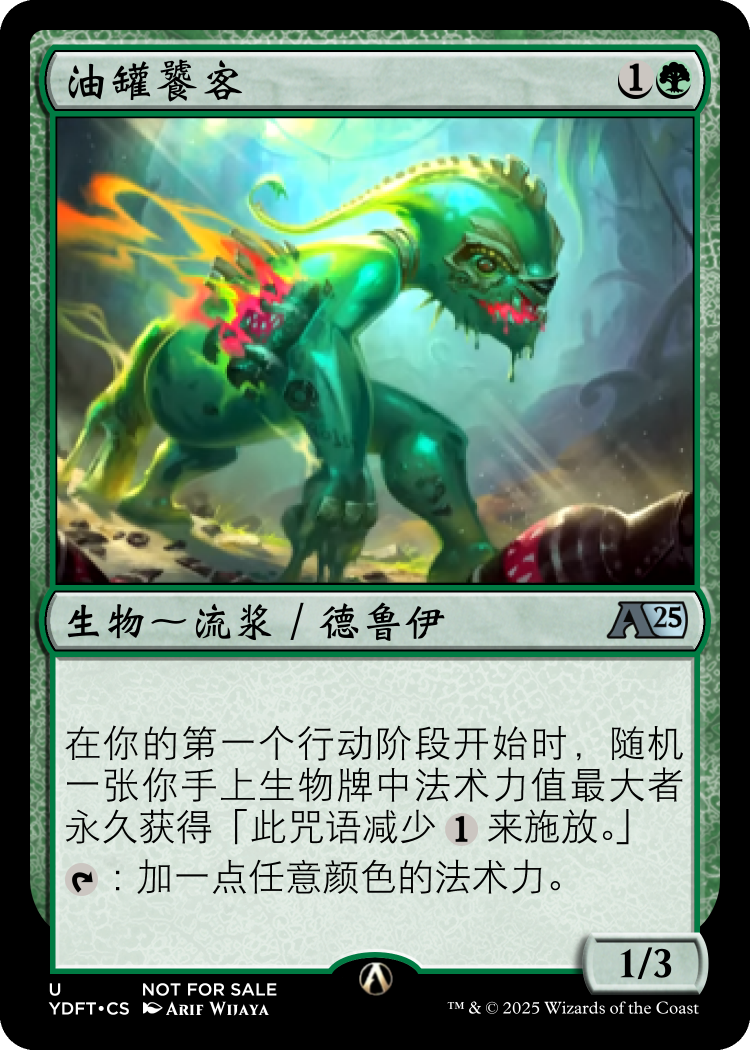 油罐饕客 1
生物～流浆 / 德鲁伊 A25
在你的第一个行动阶段开始时，随机
一张你手上生物牌中法术力值最大者
永久获得「此咒语减少 1 来施放。」
：加一点任意颜色的法术力。
1/3
U NOT FOR SALE
YDFT•CS ARIF WIJAYA ™ & © 2025 Wizards of the Coast